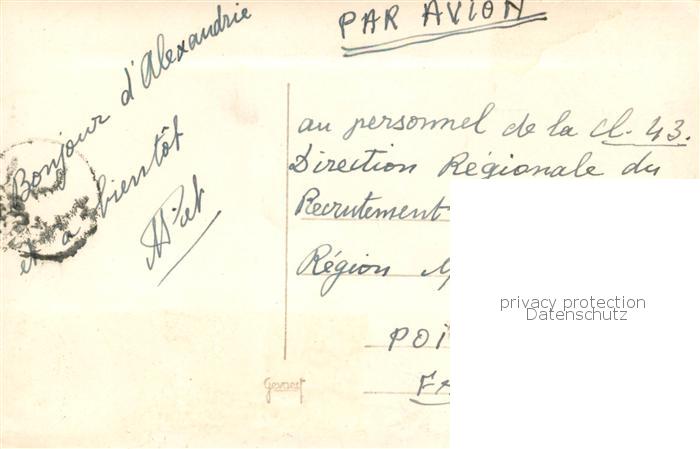 PAR AVION
Bonjour d'Alexandrie
et a bientôt
au personnel de la cl. 43.
Direction Régionale du
Recrutement
Région
POI
privacy protection
Datenschutz
Gevaert